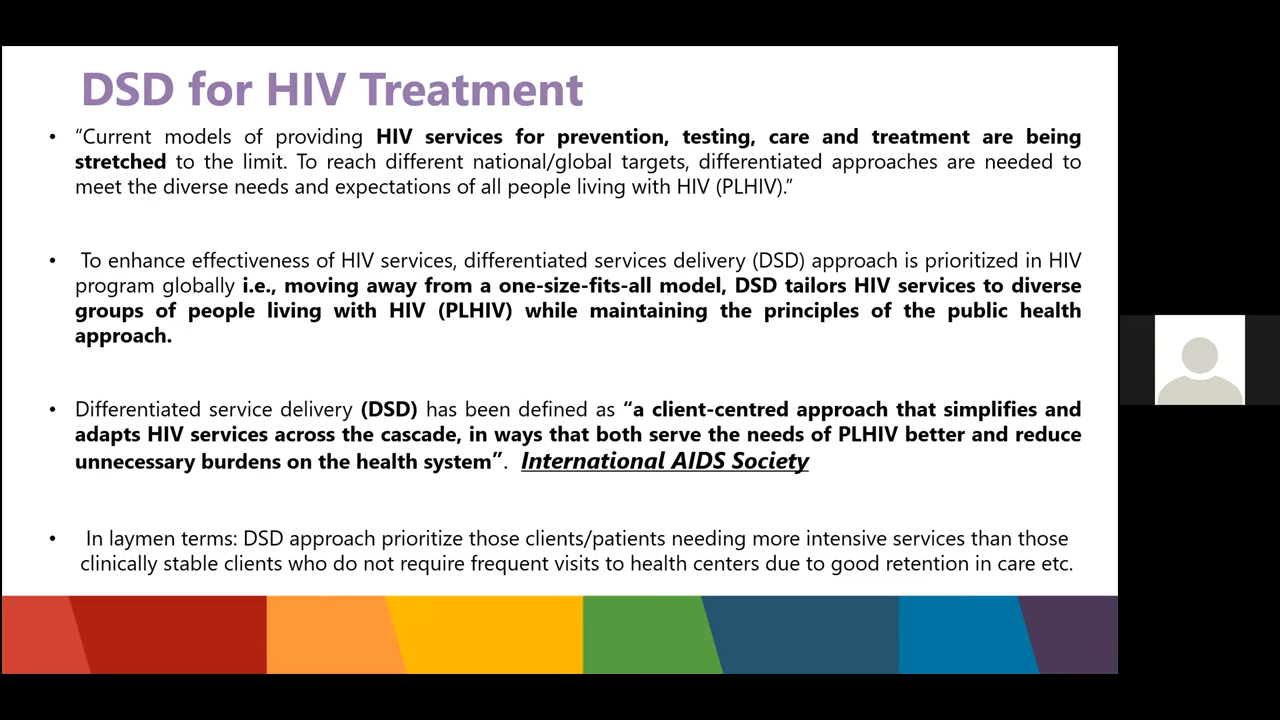 DSD for HIV Treatment
• “Current models of providing HIV services for prevention, testing, care and treatment are being
stretched to the limit. To reach different national/global targets, differentiated approaches are needed to
meet the diverse needs and expectations of all people living with HIV (PLHIV).“
• To enhance effectiveness of HIV services, differentiated services delivery (DSD) approach is prioritized in HIV
program globally i.e., moving away from a one-size-fits-all model, DSD tailors HIV services to diverse
groups of people living with HIV (PLHIV) while maintaining the principles of the public health
approach.
• Differentiated service delivery (DSD) has been defined as “a client-centred approach that simplifies and
adapts HIV services across the cascade, in ways that both serve the needs of PLHIV better and reduce
unnecessary burdens on the health system”. International AIDS Society
• In laymen terms: DSD approach prioritize those clients/patients needing more intensive services than those
clinically stable clients who do not require frequent visits to health centers due to good retention in care etc.